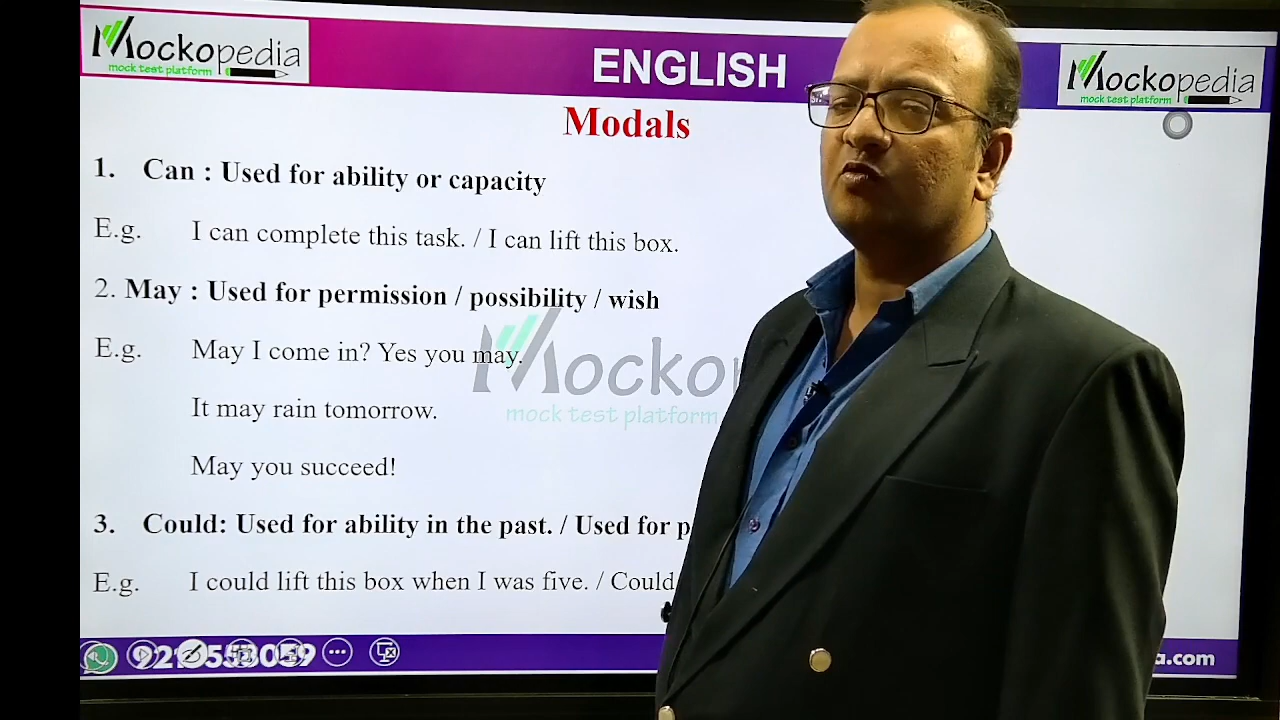 Mockopedia
mock test platform
ENGLISH
Mockopedia
mock test platform
Modals
1. Can : Used for ability or capacity
E.g. I can complete this task. / I can lift this box.
2. May : Used for permission / possibility / wish
E.g. May I come in? Yes you may.
It may rain tomorrow.
May you succeed!
Mocko
mock test platform
3. Could: Used for ability in the past. / Used for p
E.g. I could lift this box when I was five. / Could
a.com